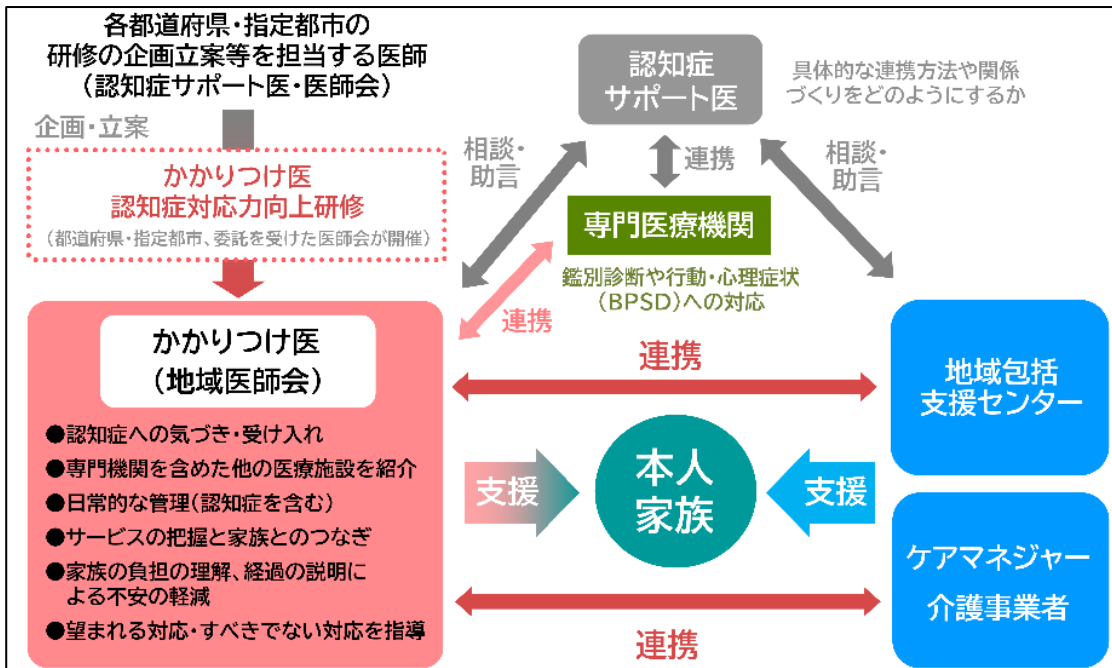 各都道府県・指定都市の
研修の企画立案等を担当する医師
（認知症サポート医・医師会）
企画・立案
かかりつけ医
認知症対応力向上研修
（都道府県・指定都市、委託を受けた医師会が開催）
認知症
サポート医
具体的な連携方法や関係
づくりをどのようにするか
相談・
助言
連携
相談・
助言
専門医療機関
鑑別診断や行動・心理症状
（BPSD）への対応
連携
かかりつけ医
（地域医師会）
●認知症への気づき・受け入れ
●専門機関を含めた他の医療施設を紹介
●日常的な管理（認知症を含む）
●サービスの把握と家族とのつなぎ
●家族の負担の理解、経過の説明に
よる不安の軽減
●望まれる対応・すべきでない対応を指導
連携
支援
本人
家族
支援
連携
地域包括
支援センター
ケアマネジャー
介護事業者